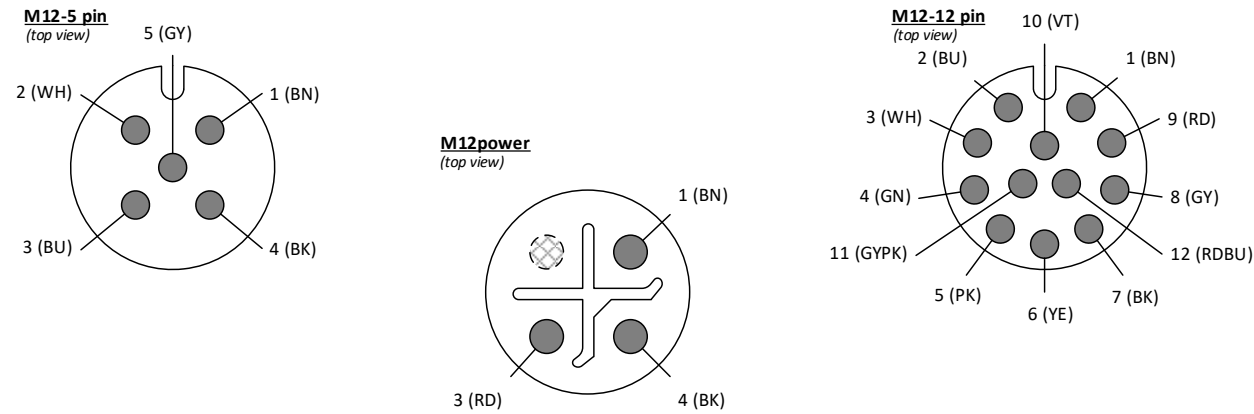 M12-5 pin
(top view)
5 (GY)
2 (WH)
1 (BN)
3 (BU)
4 (BK)
M12power
(top view)
1 (BN)
3 (RD)
4 (BK)
M12-12 pin
(top view)
10 (VT)
2 (BU)
1 (BN)
3 (WH)
9 (RD)
4 (GN)
8 (GY)
11 (GYPK)
12 (RDBU)
5 (PK)
7 (BK)
6 (YE)